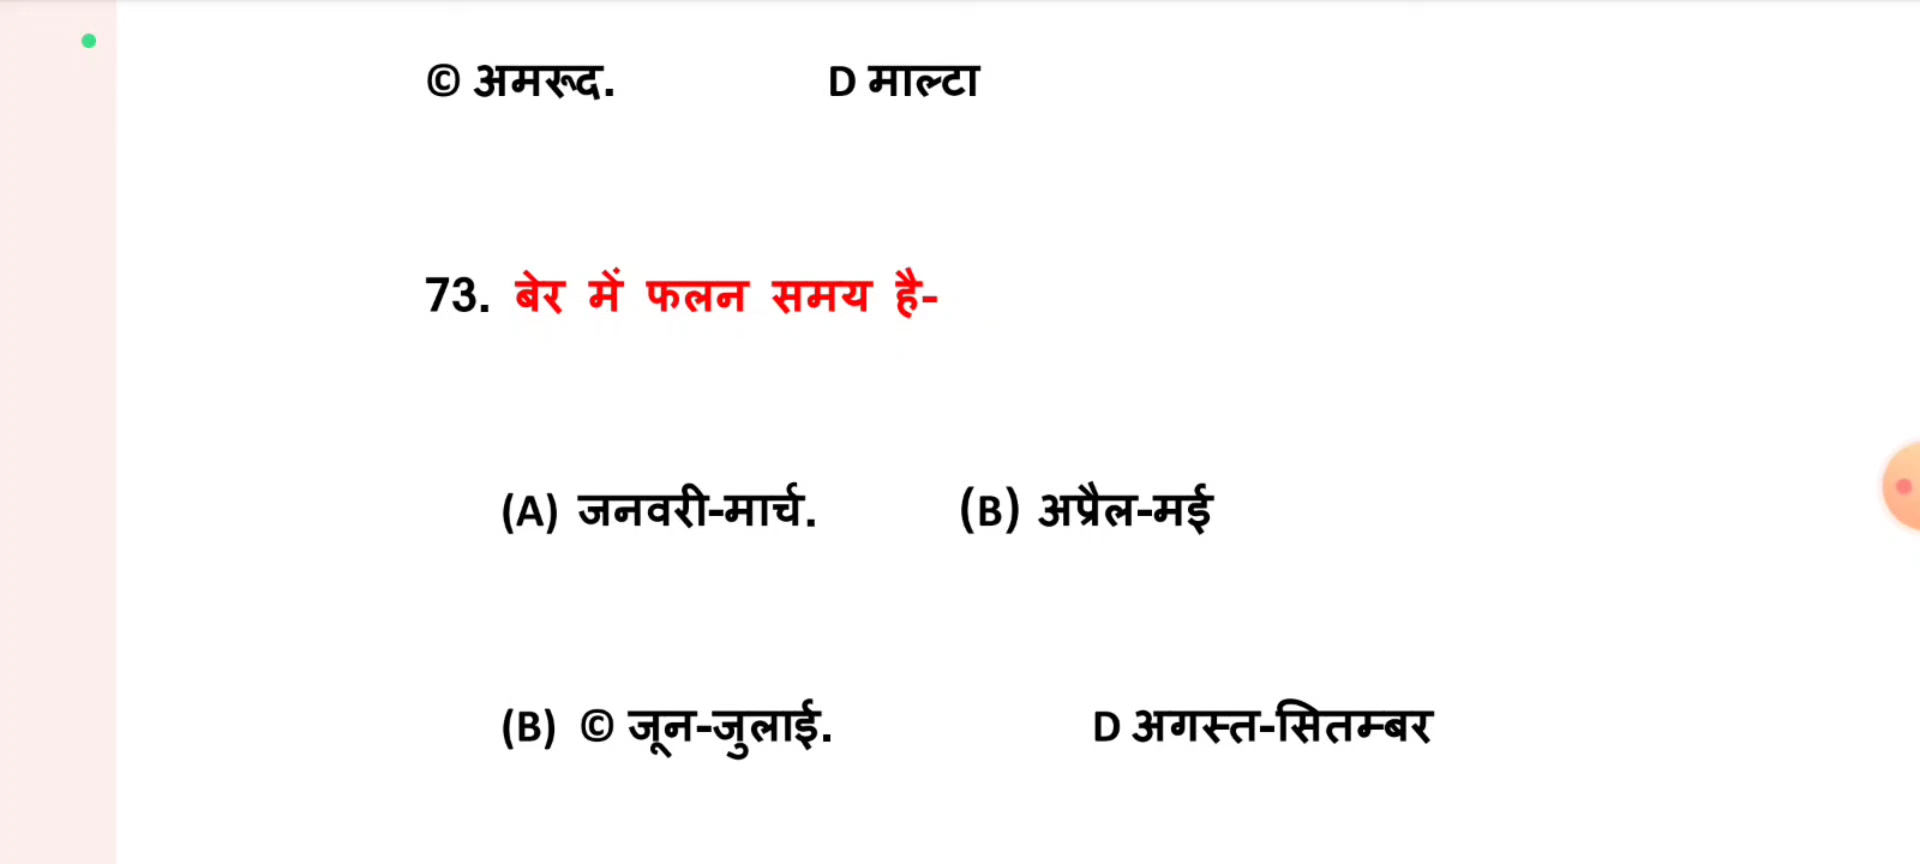 © अमरूद. D माल्टा
73. बेर में फलन समय है-
(A) जनवरी-मार्च. (B) अप्रैल-मई
(B) © जून-जुलाई. D अगस्त-सितम्बर